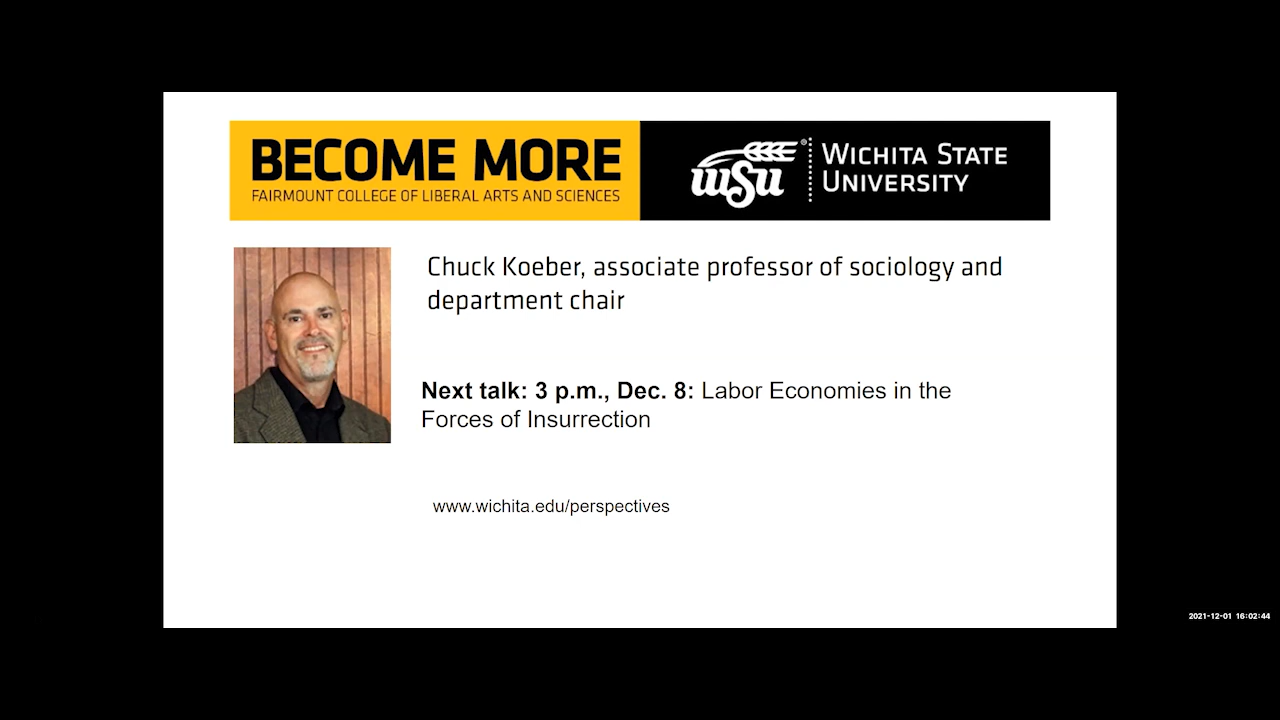 BECOME MORE
FAIRMOUNT COLLEGE OF LIBERAL ARTS AND SCIENCES
wsu®
WICHITA STATE
UNIVERSITY
Chuck Koeber, associate professor of sociology and
department chair
Next talk: 3 p.m., Dec. 8: Labor Economies in the
Forces of Insurrection
www.wichita.edu/perspectives
2021-12-01 16:02:44